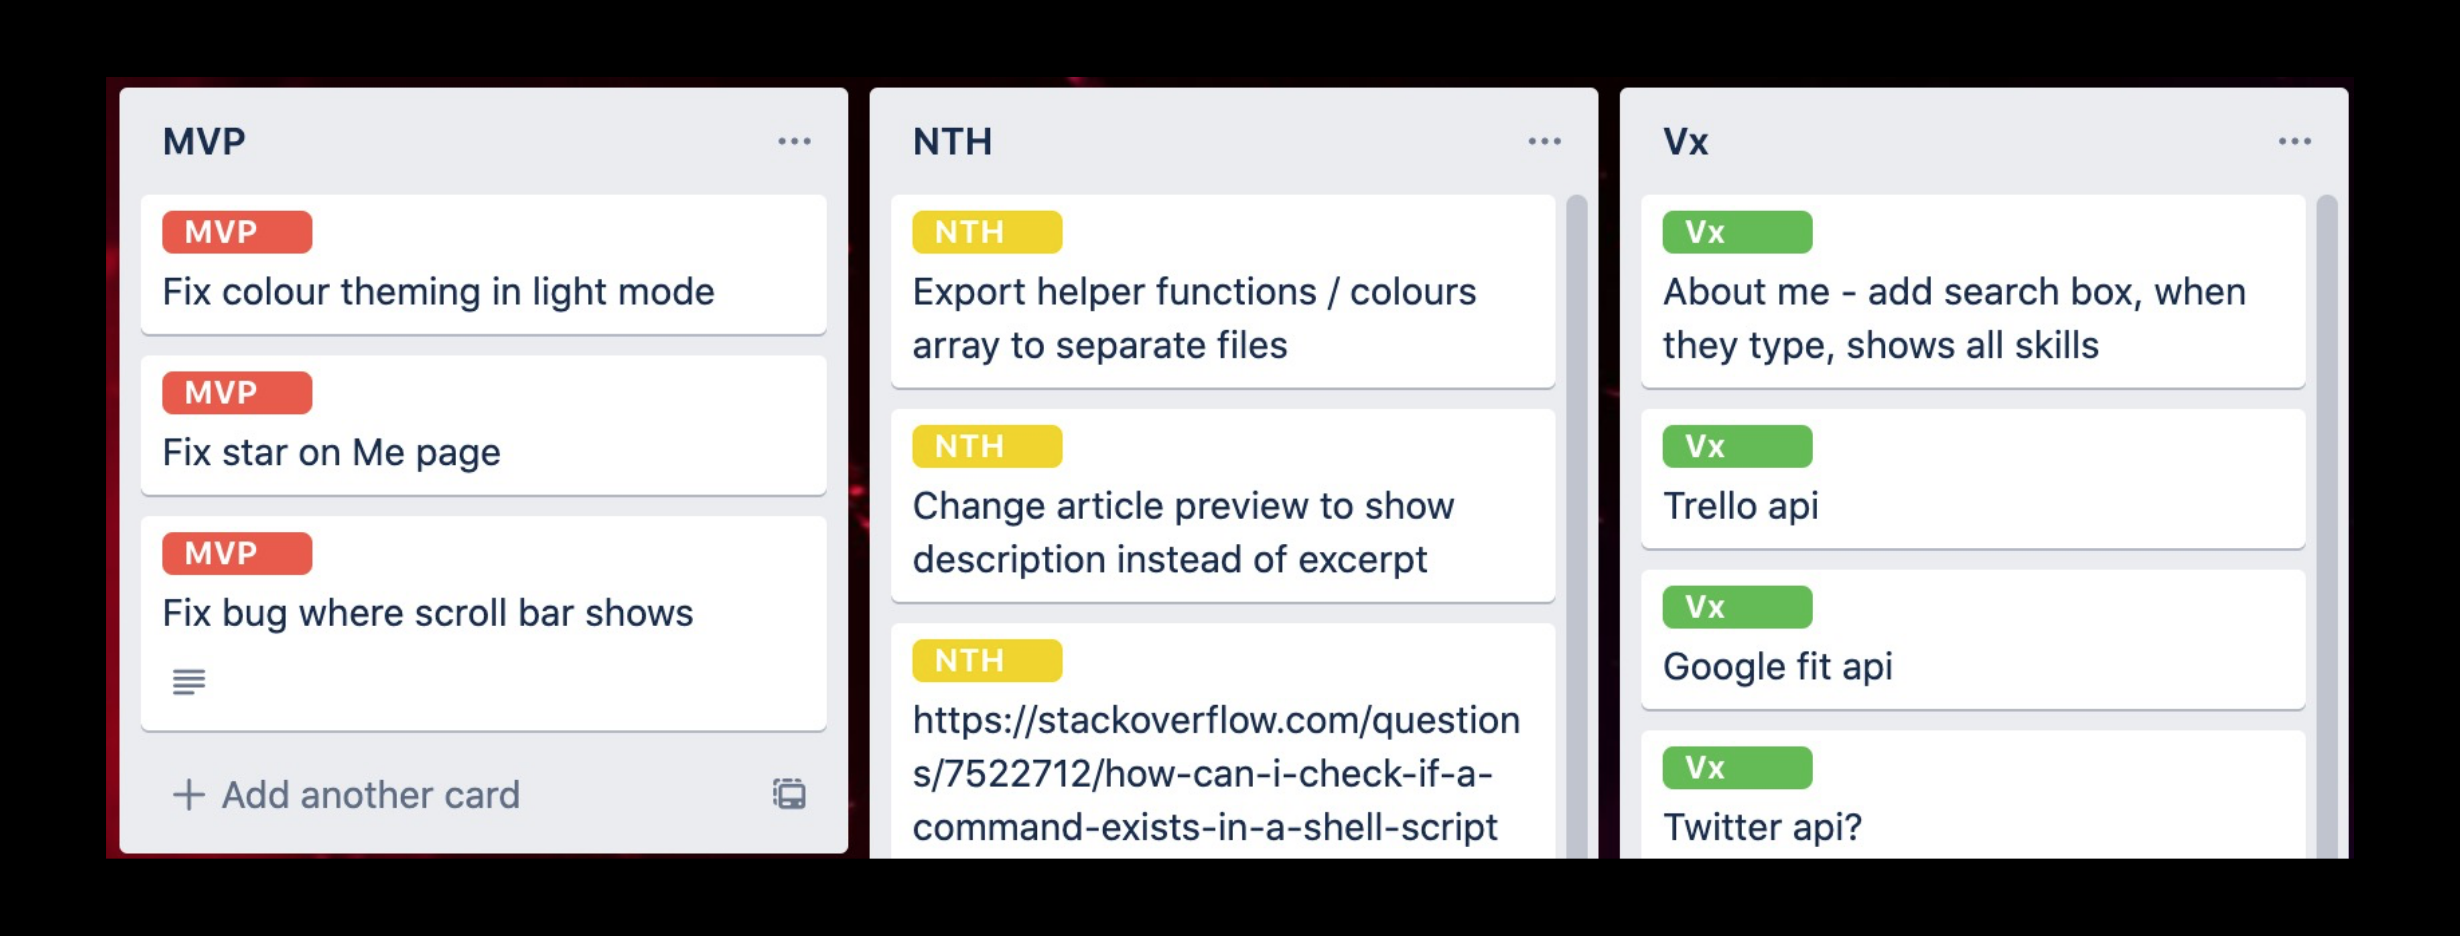 MVP
MVP
Fix colour theming in light mode
MVP
Fix star on Me page
MVP
Fix bug where scroll bar shows
+ Add another card
NTH
NTH
Export helper functions / colours
array to separate files
NTH
Change article preview to show
description instead of excerpt
NTH
https://stackoverflow.com/question
s/7522712/how-can-i-check-if-a-
command-exists-in-a-shell-script
Vx
Vx
About me - add search box, when
they type, shows all skills
Vx
Trello api
Vx
Google fit api
Vx
Twitter api?